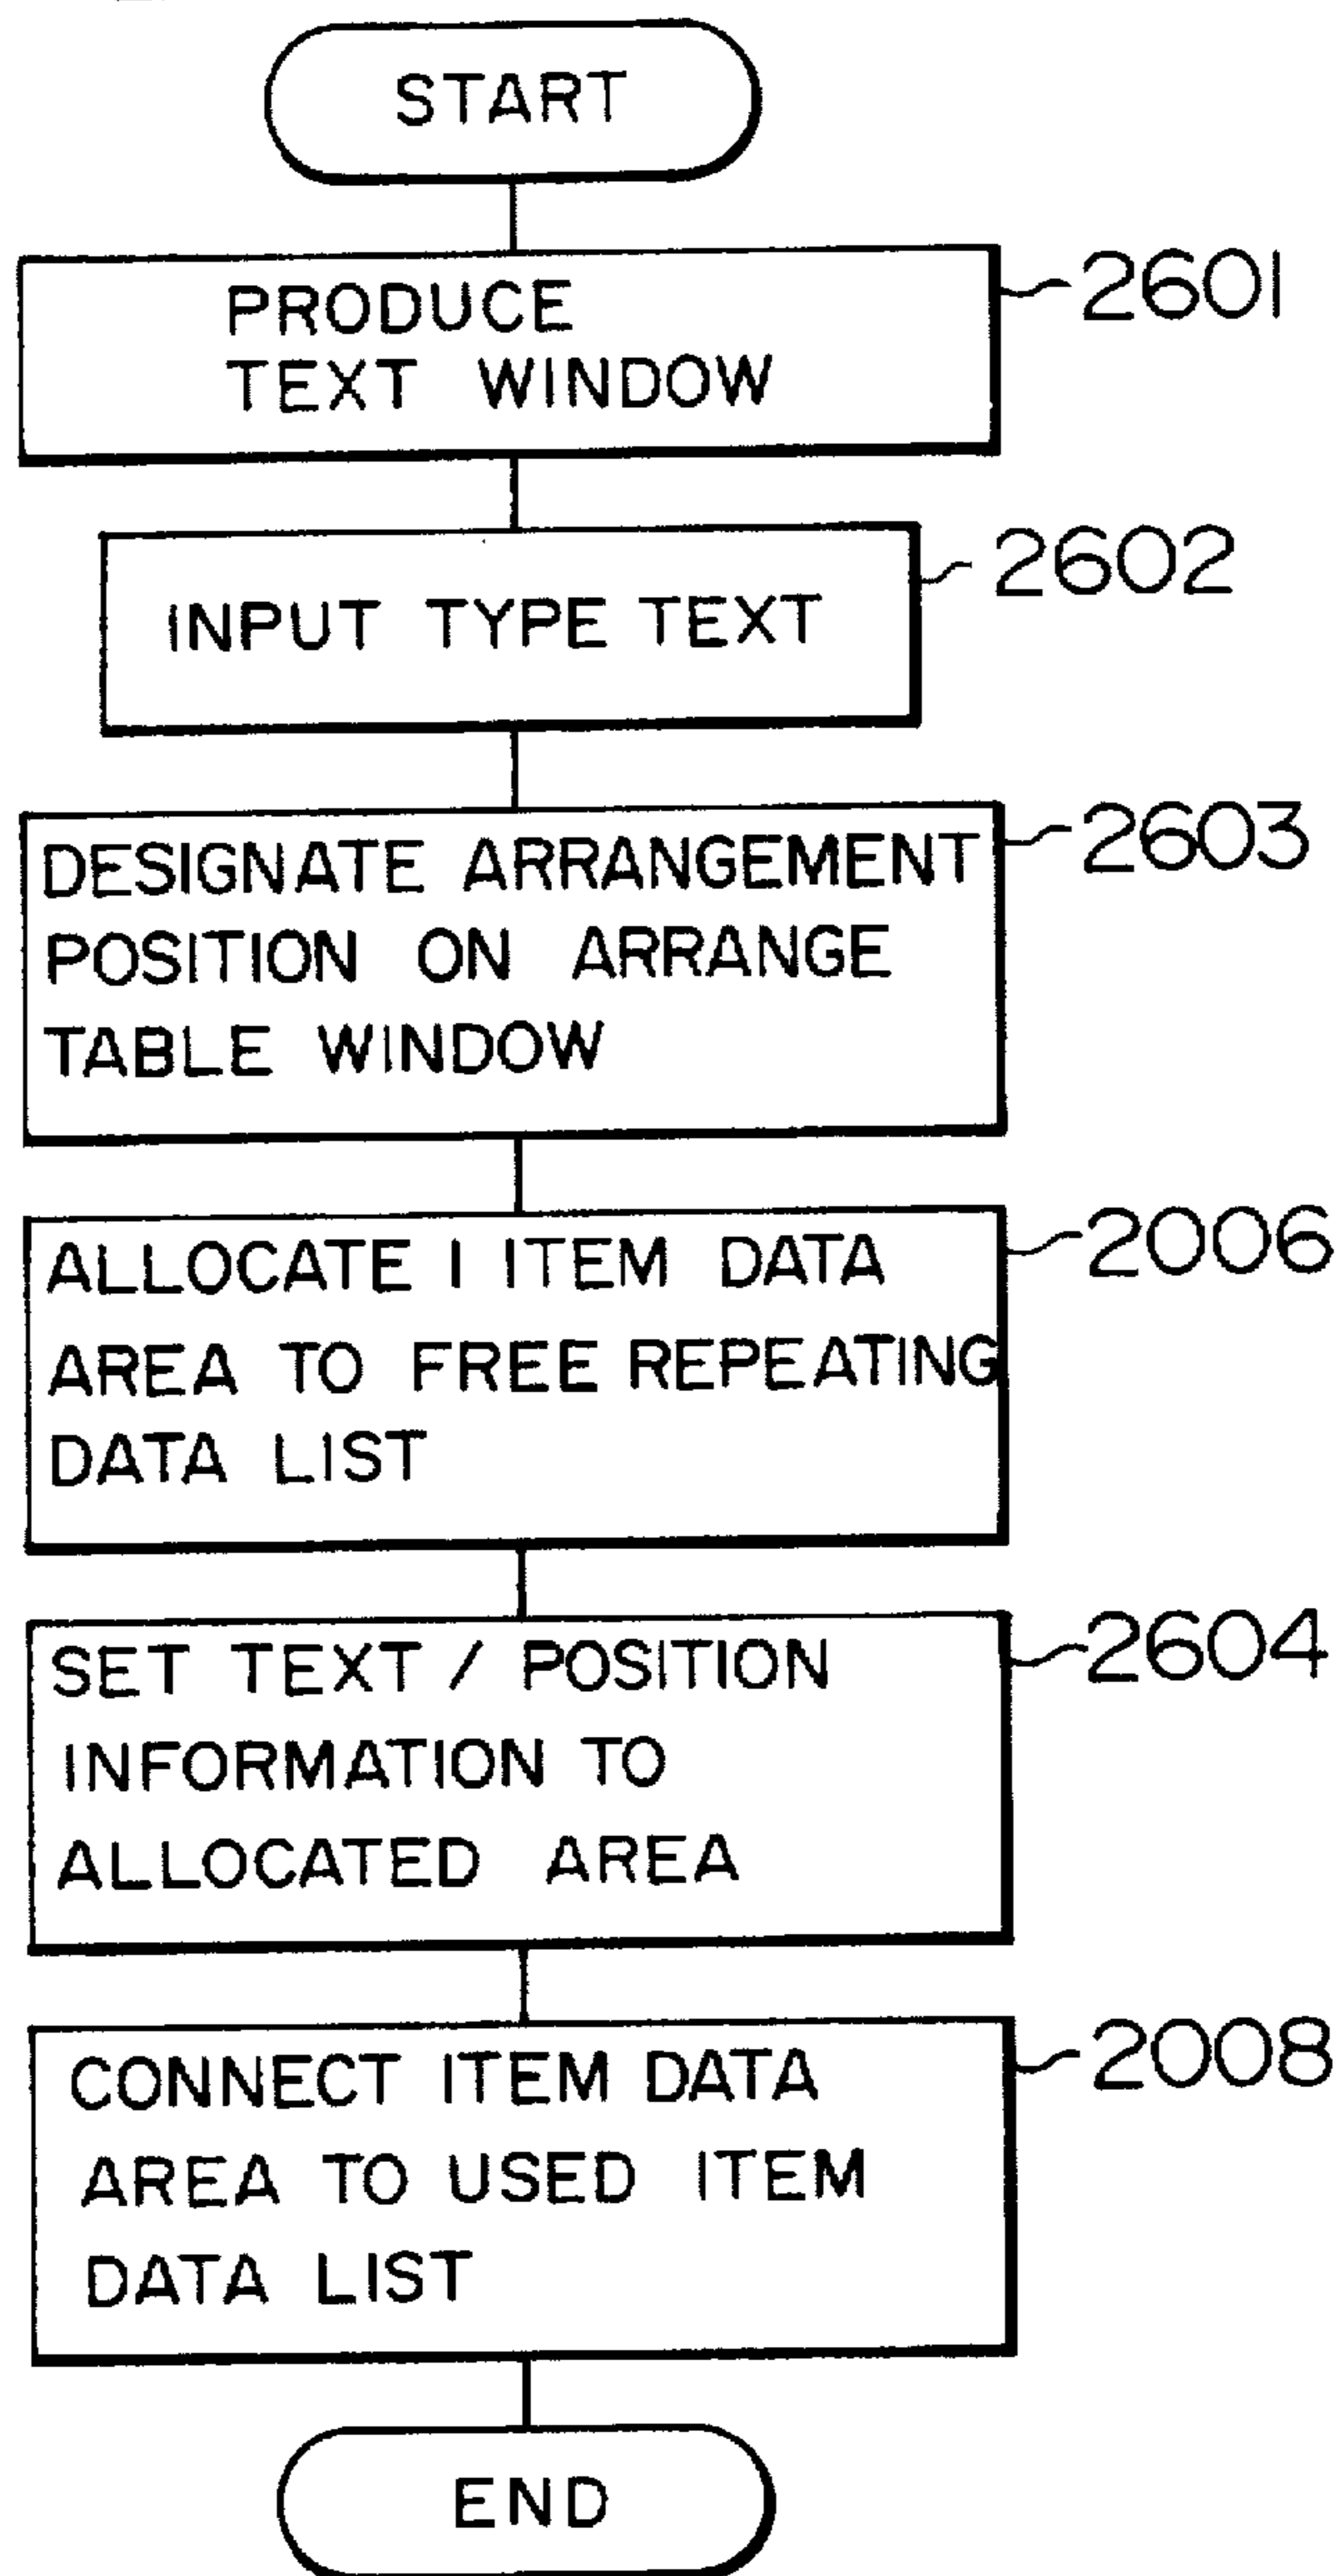 START
PRODUCE
TEXT WINDOW
2601
INPUT TYPE TEXT
2602
DESIGNATE ARRANGEMENT
POSITION ON ARRANGE
TABLE WINDOW
2603
ALLOCATE 1 ITEM DATA
AREA TO FREE REPEATING
DATA LIST
2006
SET TEXT / POSITION
INFORMATION TO
ALLOCATED AREA
2604
CONNECT ITEM DATA
AREA TO USED ITEM
DATA LIST
2008
END